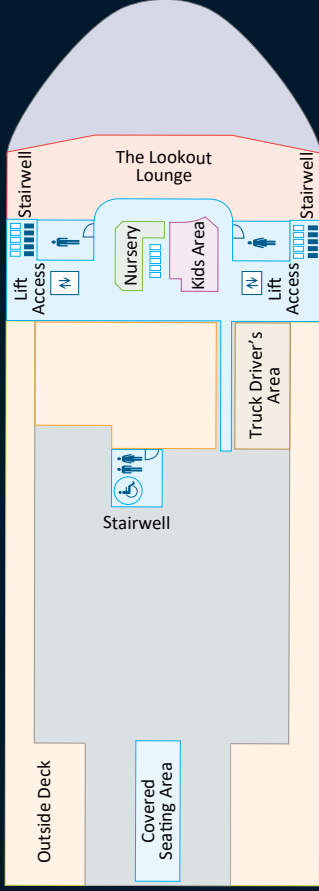 The Lookout
Lounge
Stairwell
Stairwell
Lift
Access
Nursery
Kids Area
Lift
Access
Truck Driver's
Area
Stairwell
Outside Deck
Covered
Seating Area